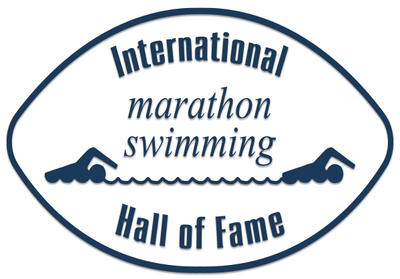 International
marathon
swimming
Hall of Fame